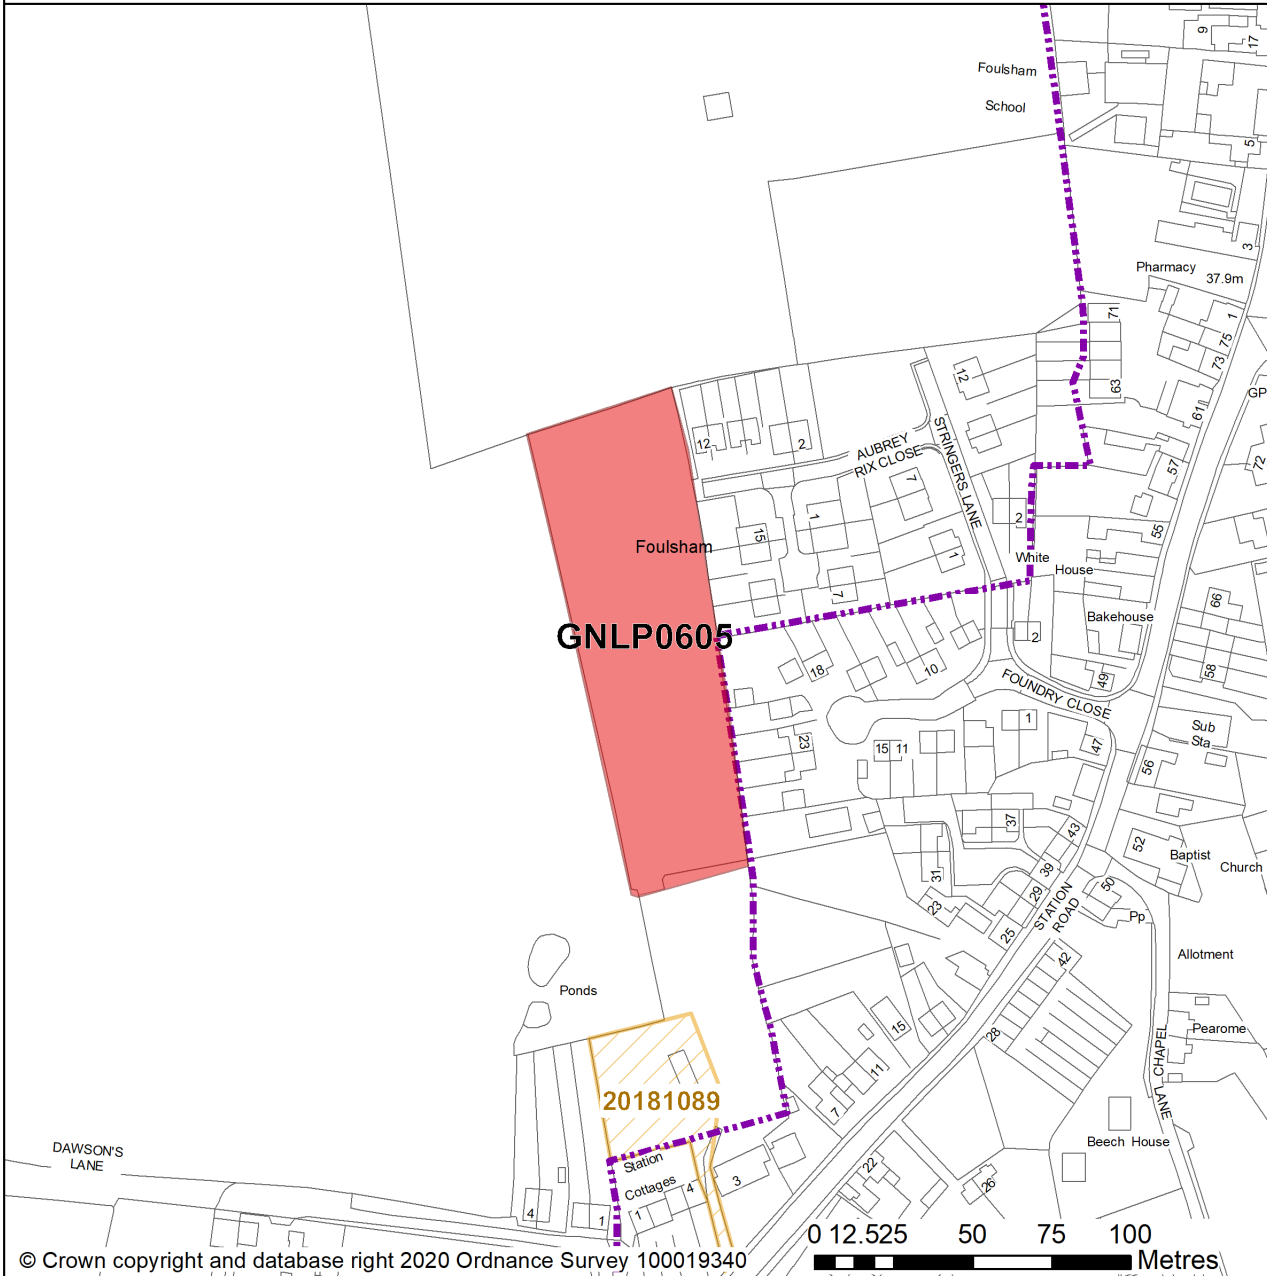 9
17
Foulsham
School
5
3
Pharmacy
37.9m
1
71
75
73
12
63
GP
61
STRINGERS LANE
AUBREY
RIX CLOSE
12
2
57
72
7
2
1
15
55
1
Foulsham
White
House
7
66
Bakehouse
GNLP0605
2
18
10
58
49
FOUNDRY CLOSE
1
Sub
Sta
23
15
11
47
56
37
43
52
Baptist
Church
31
39
50
29
23
STATION
ROAD
Pp
25
Allotment
42
Ponds
15
28
Pearome
CHAPEL
LANE
11
20181089
7
Beech House
DAWSON'S
LANE
Station
Cottages
22
3
26
4
4
1
1
0 12.525 50 75 100
Metres
© Crown copyright and database right 2020 Ordnance Survey 100019340